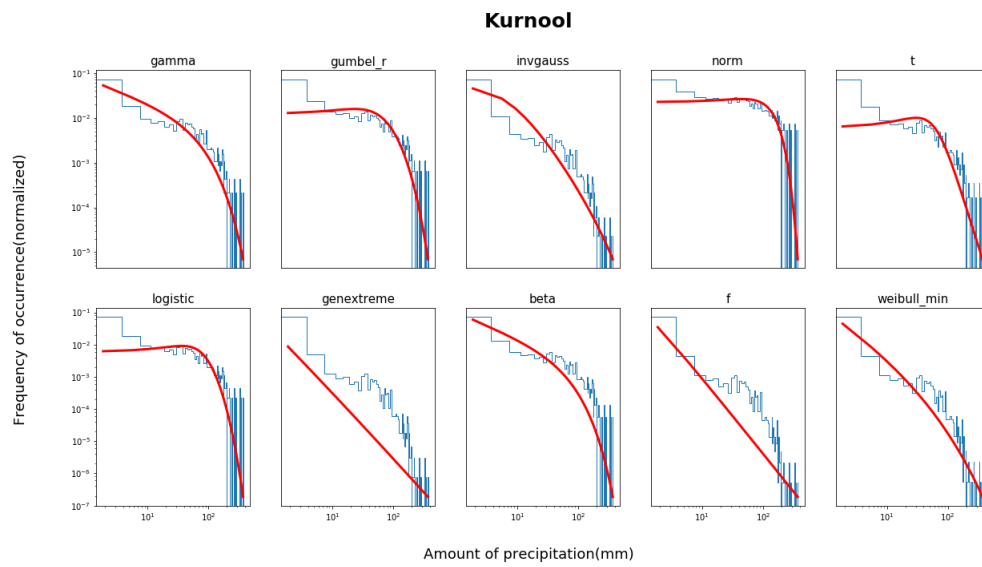 Kurnool
gamma
gumbel_r
invgauss
norm
t
10⁻¹
10⁻²
10⁻³
10⁻⁴
10⁻⁵
Frequency of occurrence(normalized)
logistic
genextreme
beta
f
weibull_min
10⁻¹
10⁻²
10⁻³
10⁻⁴
10⁻⁵
10⁻⁶
10⁻⁷
10¹ 10² 10¹ 10² 10¹ 10² 10¹ 10² 10¹ 10²
Amount of precipitation(mm)